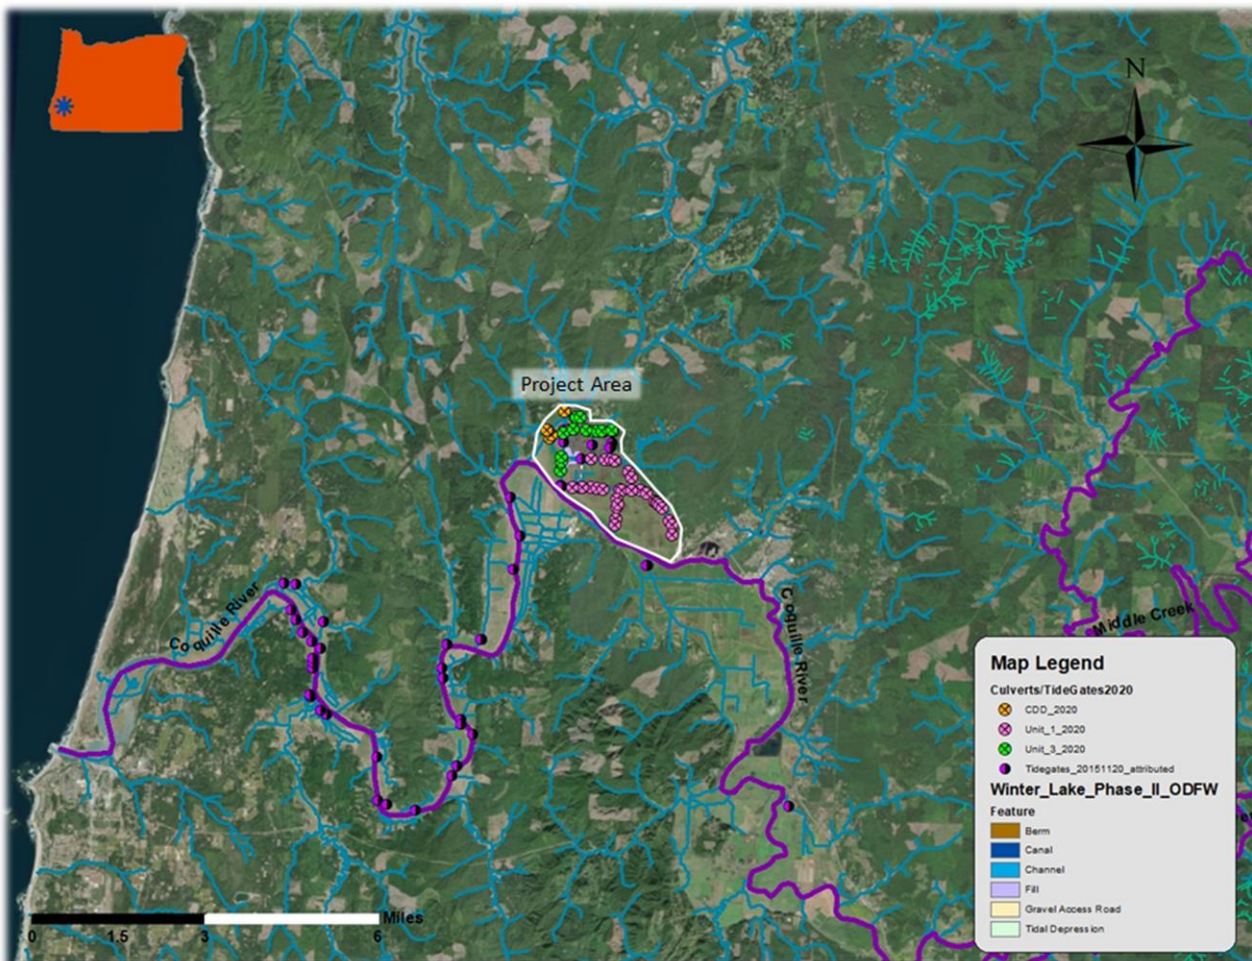 N
Project Area
Coquille River
Coquille River
Middle Creek
Map Legend
Culverts/TideGates2020
CDD_2020
Unit_1_2020
Unit_3_2020
Tidegates_20151120_attributed
Winter_Lake_Phase_II_ODFW
Feature
Berm
Canal
Channel
Fill
Gravel Access Road
Tidal Depression
Miles
0 1.5 3 6